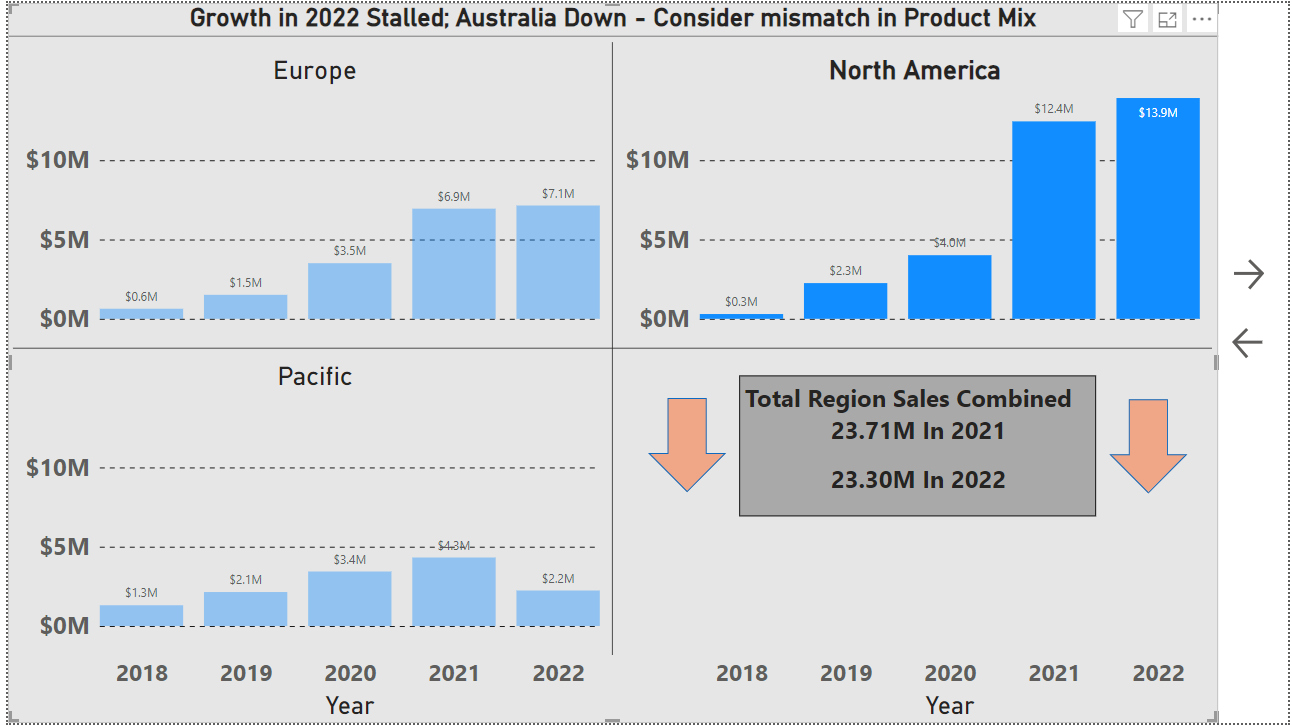 Growth in 2022 Stalled; Australia Down - Consider mismatch in Product Mix
Europe
$10M
$5M
$0M
$0.6M
$1.5M
$3.5M
$6.9M
$7.1M
North America
$10M
$5M
$0M
$0.3M
$2.3M
$4.0M
$12.4M
$13.9M
Pacific
$10M
$5M
$0M
$1.3M
$2.1M
$3.4M
$4.3M
$2.2M
2018 2019 2020 2021 2022
Year
Total Region Sales Combined
23.71M In 2021
23.30M In 2022
2018 2019 2020 2021 2022
Year